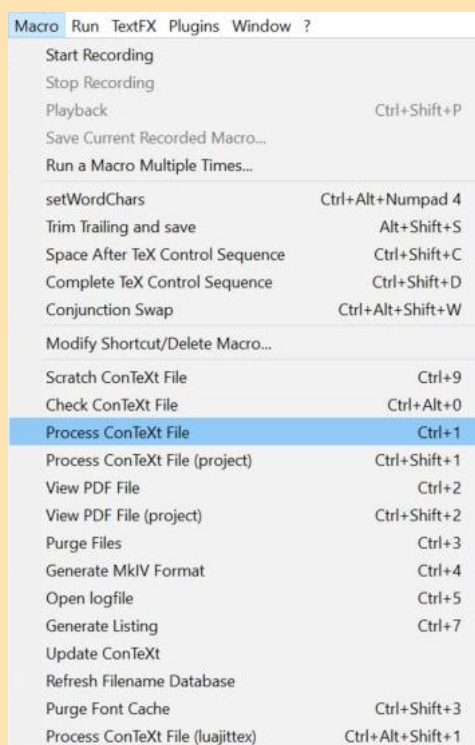 Macro Run TextFX Plugins Window ?
Start Recording
Stop Recording
Playback Ctrl+Shift+P
Save Current Recorded Macro...
Run a Macro Multiple Times...
setWordChars Ctrl+Alt+Numpad 4
Trim Trailing and save Alt+Shift+S
Space After TeX Control Sequence Ctrl+Shift+C
Complete TeX Control Sequence Ctrl+Shift+D
Conjunction Swap Ctrl+Alt+Shift+W
Modify Shortcut/Delete Macro...
Scratch ConTeXt File Ctrl+9
Check ConTeXt File Ctrl+Alt+0
Process ConTeXt File Ctrl+1
Process ConTeXt File (project) Ctrl+Shift+1
View PDF File Ctrl+2
View PDF File (project) Ctrl+Shift+2
Purge Files Ctrl+3
Generate MkIV Format Ctrl+4
Open logfile Ctrl+5
Generate Listing Ctrl+7
Update ConTeXt
Refresh Filename Database
Purge Font Cache Ctrl+Shift+3
Process ConTeXt File (luajittex) Ctrl+Alt+Shift+1